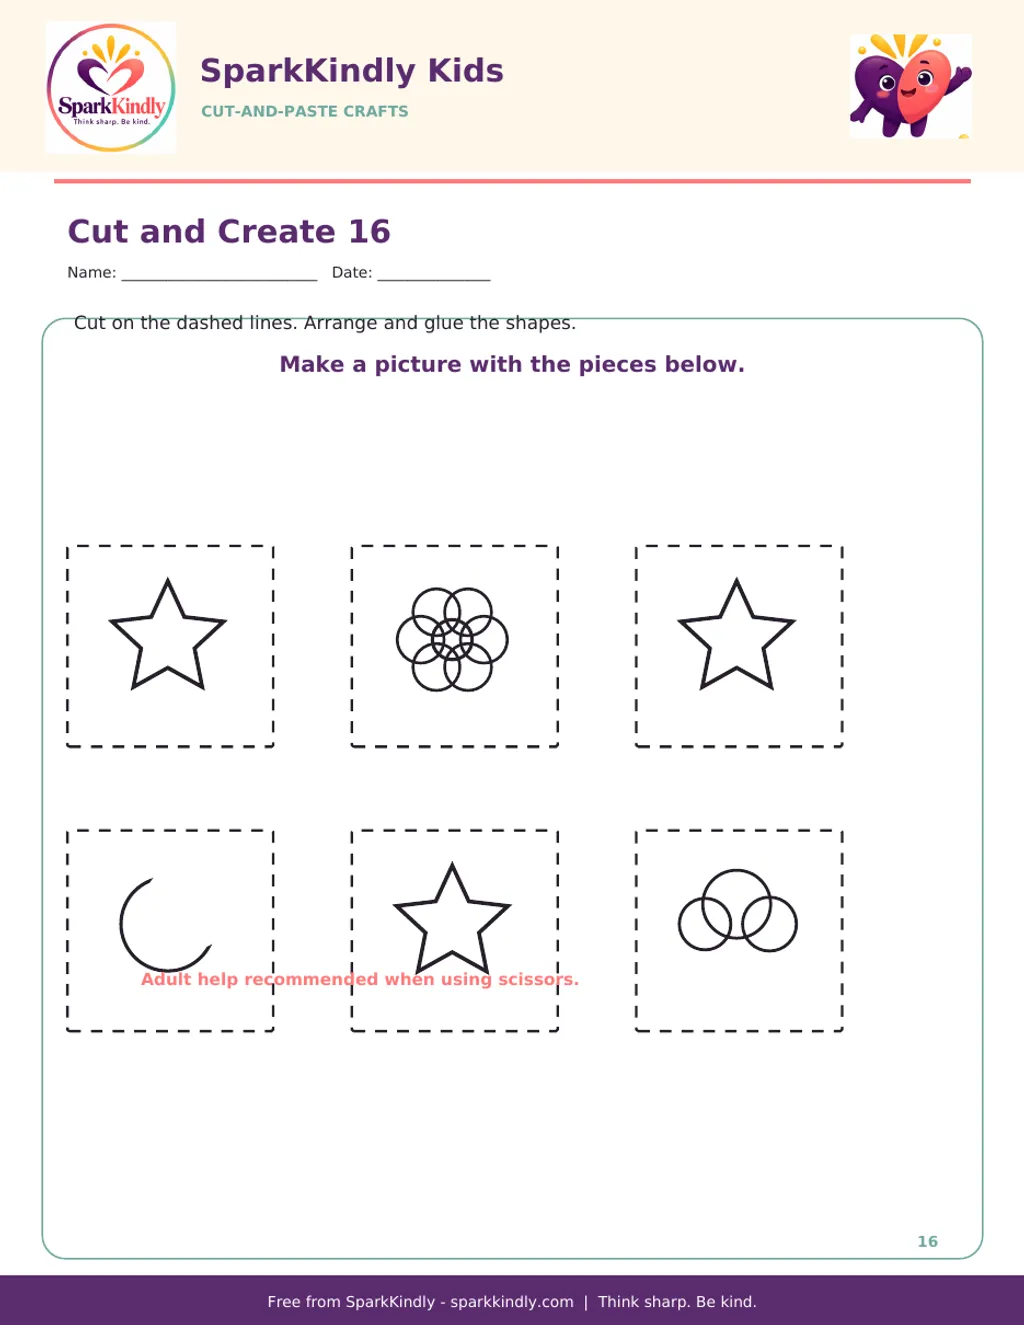 SparkKindly
Think sharp. Be kind.
SparkKindly Kids
CUT-AND-PASTE CRAFTS
Cut and Create 16
Name: __________________________ Date: _______________
Cut on the dashed lines. Arrange and glue the shapes.
Make a picture with the pieces below.
Adult help recommended when using scissors.
16
Free from SparkKindly - sparkkindly.com | Think sharp. Be kind.